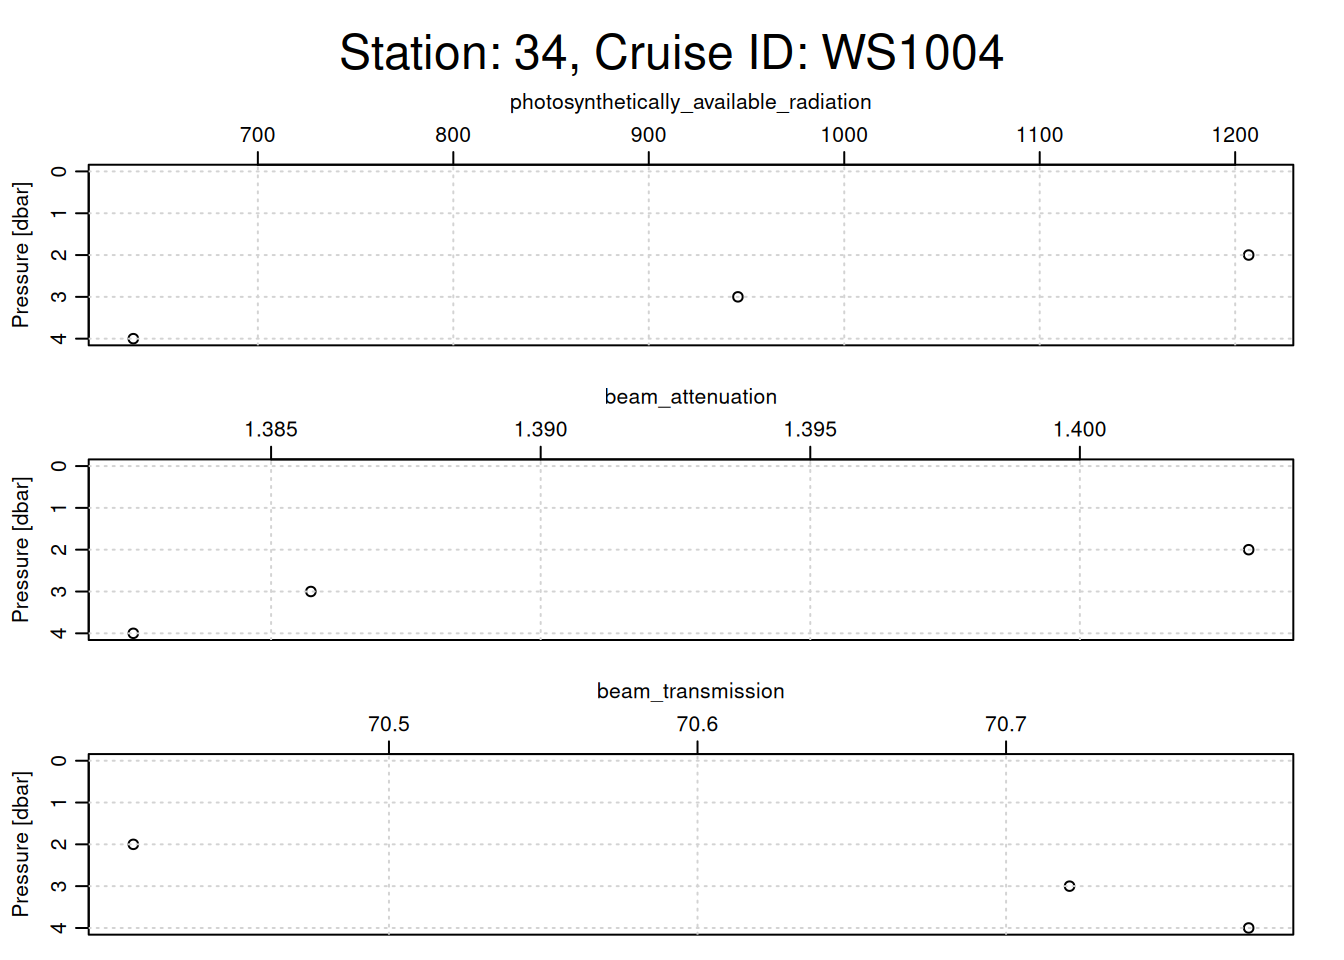 Station: 34, Cruise ID: WS1004
photosynthetically_available_radiation
700 800 900 1000 1100 1200
Pressure [dbar]
0
1
2
3
4
beam_attenuation
1.385 1.390 1.395 1.400
Pressure [dbar]
0
1
2
3
4
beam_transmission
70.5 70.6 70.7
Pressure [dbar]
0
1
2
3
4